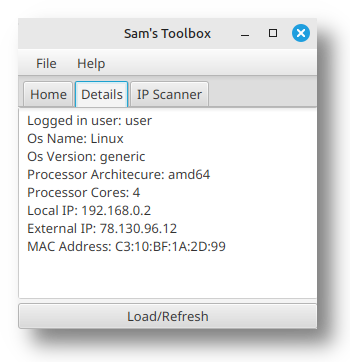 Sam's Toolbox
File Help
Home Details IP Scanner
Logged in user: user
Os Name: Linux
Os Version: generic
Processor Architecure: amd64
Processor Cores: 4
Local IP: 192.168.0.2
External IP: 78.130.96.12
MAC Address: C3:10:BF:1A:2D:99
Load/Refresh